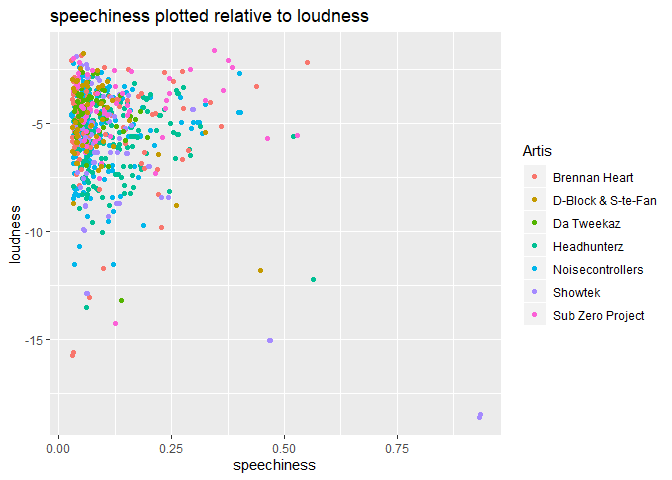 speechiness plotted relative to loudness
loudness
-5
-10
-15
0.00
0.25
0.50
0.75
speechiness
Artis
Brennan Heart
D-Block & S-te-Fan
Da Tweekaz
Headhunterz
Noisecontrollers
Showtek
Sub Zero Project